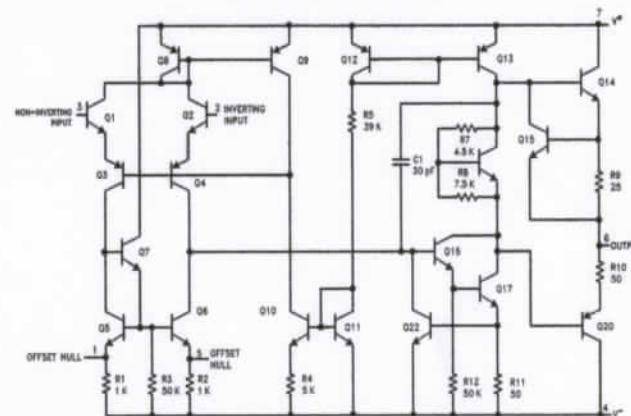 7
V+
Q8
Q9
Q12
Q13
Q14
3
NON-INVERTING
INPUT
Q1
Q2
2
INVERTING
INPUT
R5
39 K
Q15
R7
4.5 K
R8
7.5 K
C1
30 pF
R9
25
Q3
Q4
6
OUTPUT
Q7
Q16
R10
50
Q5
Q6
Q10
Q11
Q22
Q17
Q20
OFFSET NULL
1
5
OFFSET
NULL
R1
1 K
R3
50 K
R2
1 K
R4
5 K
R12
50 K
R11
50
4
V-